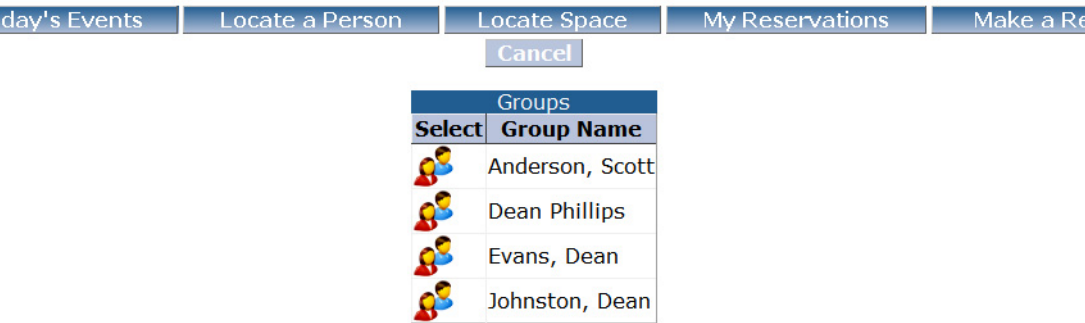 day's Events Locate a Person Locate Space My Reservations Make a Re
Cancel
Groups
Select Group Name
Anderson, Scott
Dean Phillips
Evans, Dean
Johnston, Dean